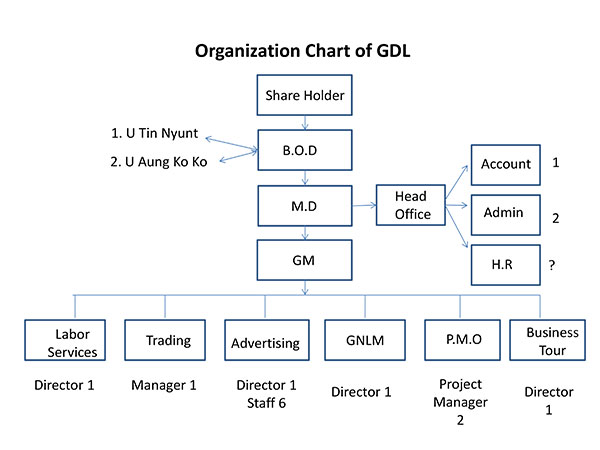 Organization Chart of GDL
Share Holder
1. U Tin Nyunt
2. U Aung Ko Ko
B.O.D
M.D
Head
Office
Account 1
Admin 2
H.R ?
GM
Labor
Services
Trading
Advertising
GNLM
P.M.O
Business
Tour
Director 1
Manager 1
Director 1
Staff 6
Director 1
Project
Manager
2
Director
1